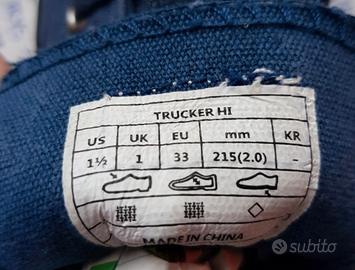 TRUCKER HI
US UK EU mm KR
1½ 1 33 215(2.0) -
MADE IN CHINA
subito